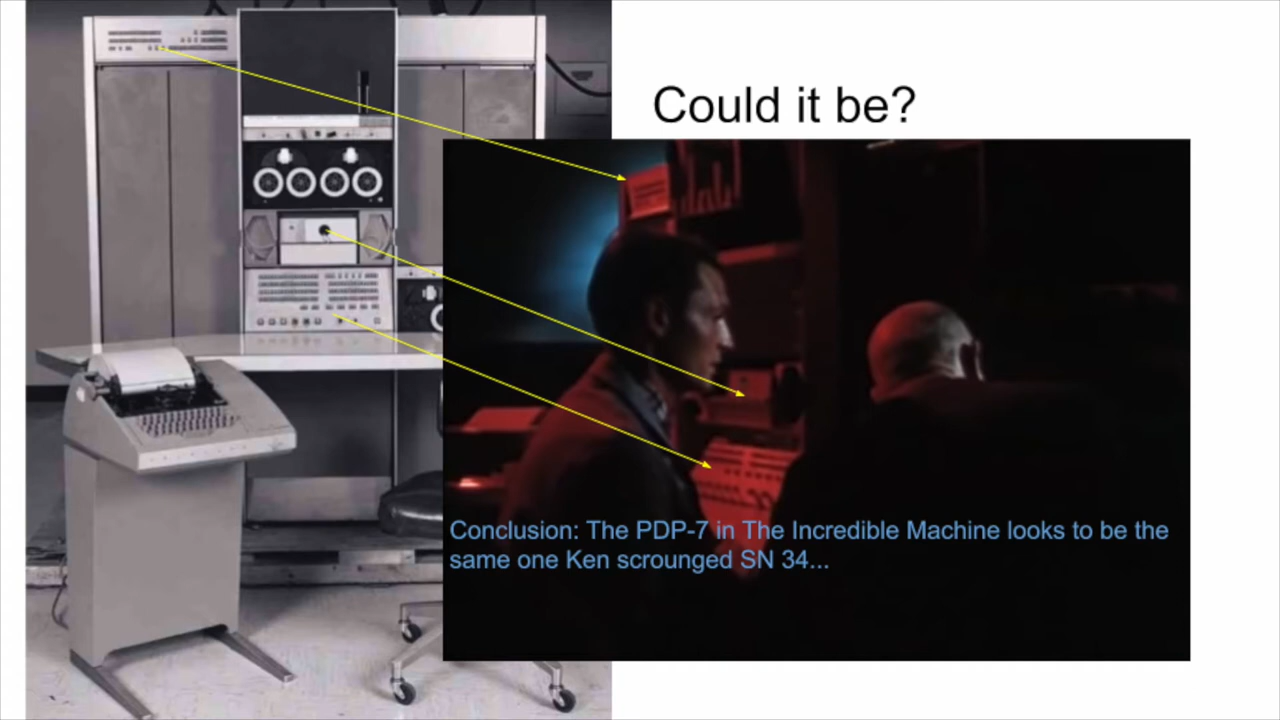 Could it be?
Conclusion: The PDP-7 in The Incredible Machine looks to be the
same one Ken scrounged SN 34...